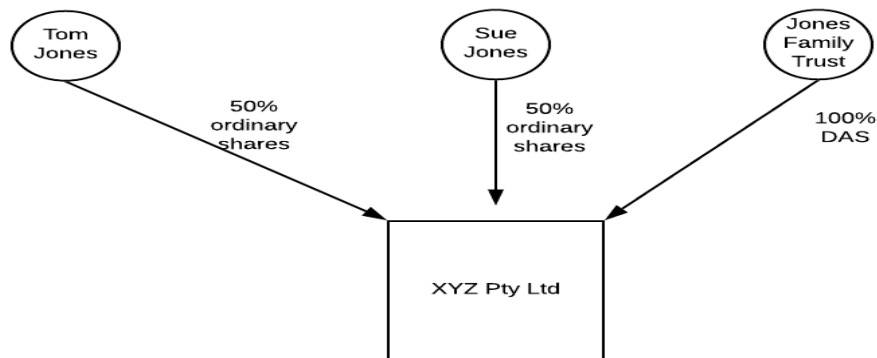 Tom
Jones
Sue
Jones
Jones
Family
Trust
50%
ordinary
shares
50%
ordinary
shares
100%
DAS
XYZ Pty Ltd